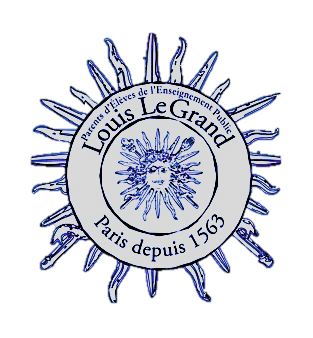 Parents d'Élèves de l'Enseignement Public
Louis LeGrand
Paris depuis 1563